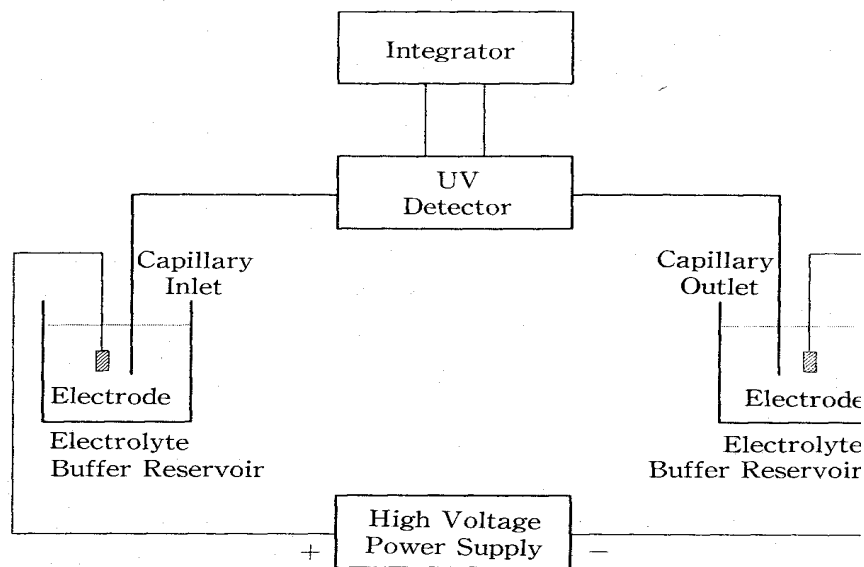 Integrator
UV
Detector
Capillary
Inlet
Capillary
Outlet
Electrode
Electrode
Electrolyte
Buffer Reservoir
Electrolyte
Buffer Reservoir
High Voltage
Power Supply
+
−